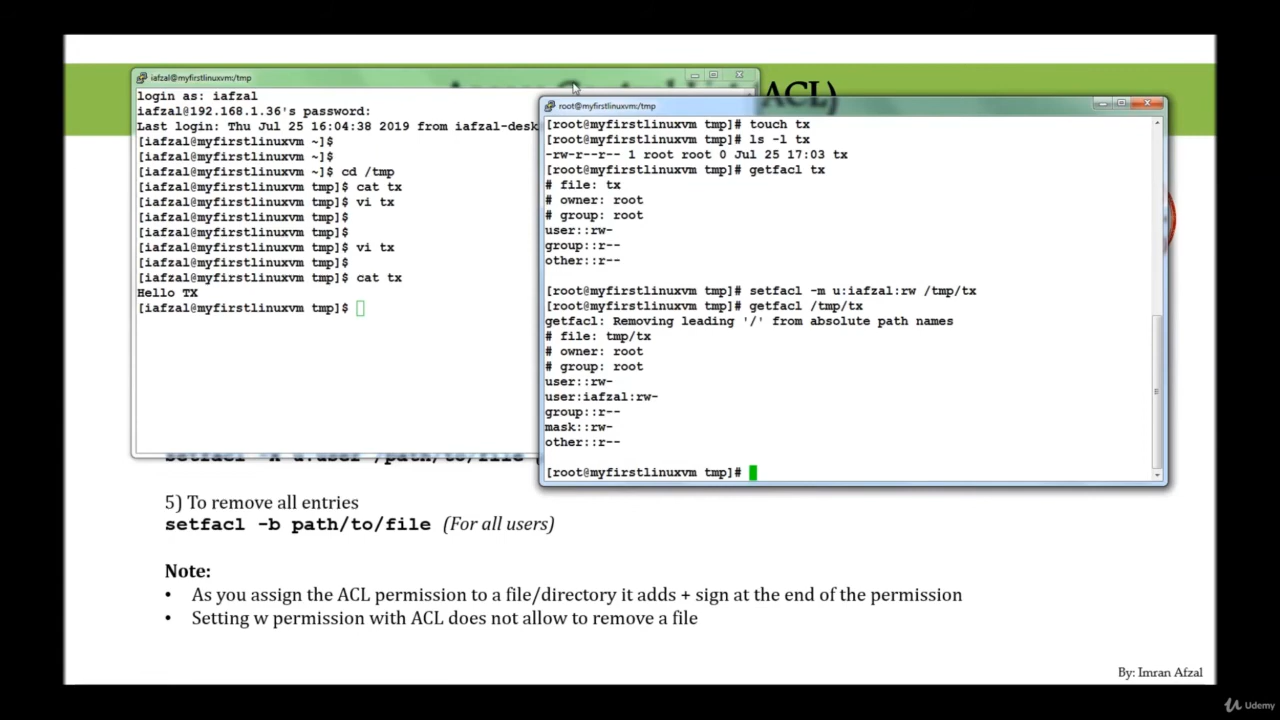 Access Control List (ACL)
iafzal@myfirstlinuxvm:/tmp
login as: iafzal
iafzal@192.168.1.36's password:
Last login: Thu Jul 25 16:04:38 2019 from iafzal-desk
[iafzal@myfirstlinuxvm ~]$
[iafzal@myfirstlinuxvm ~]$
[iafzal@myfirstlinuxvm ~]$ cd /tmp
[iafzal@myfirstlinuxvm tmp]$ cat tx
[iafzal@myfirstlinuxvm tmp]$ vi tx
[iafzal@myfirstlinuxvm tmp]$
[iafzal@myfirstlinuxvm tmp]$
[iafzal@myfirstlinuxvm tmp]$ vi tx
[iafzal@myfirstlinuxvm tmp]$
[iafzal@myfirstlinuxvm tmp]$ cat tx
Hello TX
[iafzal@myfirstlinuxvm tmp]$
root@myfirstlinuxvm:/tmp
[root@myfirstlinuxvm tmp]# touch tx
[root@myfirstlinuxvm tmp]# ls -l tx
-rw-r--r-- 1 root root 0 Jul 25 17:03 tx
[root@myfirstlinuxvm tmp]# getfacl tx
# file: tx
# owner: root
# group: root
user::rw-
group::r--
other::r--
[root@myfirstlinuxvm tmp]# setfacl -m u:iafzal:rw /tmp/tx
[root@myfirstlinuxvm tmp]# getfacl /tmp/tx
getfacl: Removing leading '/' from absolute path names
# file: tmp/tx
# owner: root
# group: root
user::rw-
user:iafzal:rw-
group::r--
mask::rw-
other::r--
[root@myfirstlinuxvm tmp]#
setfacl -x u:user /path/to/file
5) To remove all entries
setfacl -b path/to/file (For all users)
Note:
• As you assign the ACL permission to a file/directory it adds + sign at the end of the permission
• Setting w permission with ACL does not allow to remove a file
By: Imran Afzal
Udemy